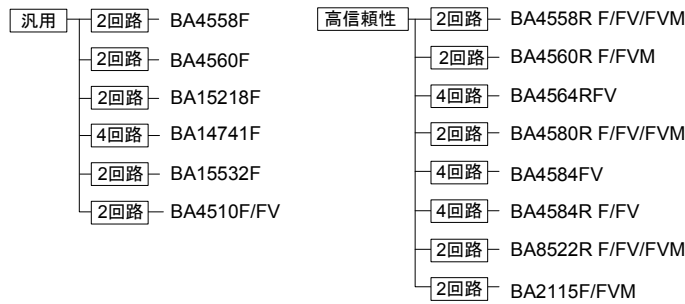 汎用
2回路 BA4558F
2回路 BA4560F
2回路 BA15218F
4回路 BA14741F
2回路 BA15532F
2回路 BA4510F/FV
高信頼性
2回路 BA4558R F/FV/FVM
2回路 BA4560R F/FVM
4回路 BA4564RFV
2回路 BA4580R F/FV/FVM
4回路 BA4584FV
4回路 BA4584R F/FV
2回路 BA8522R F/FV/FVM
2回路 BA2115F/FVM